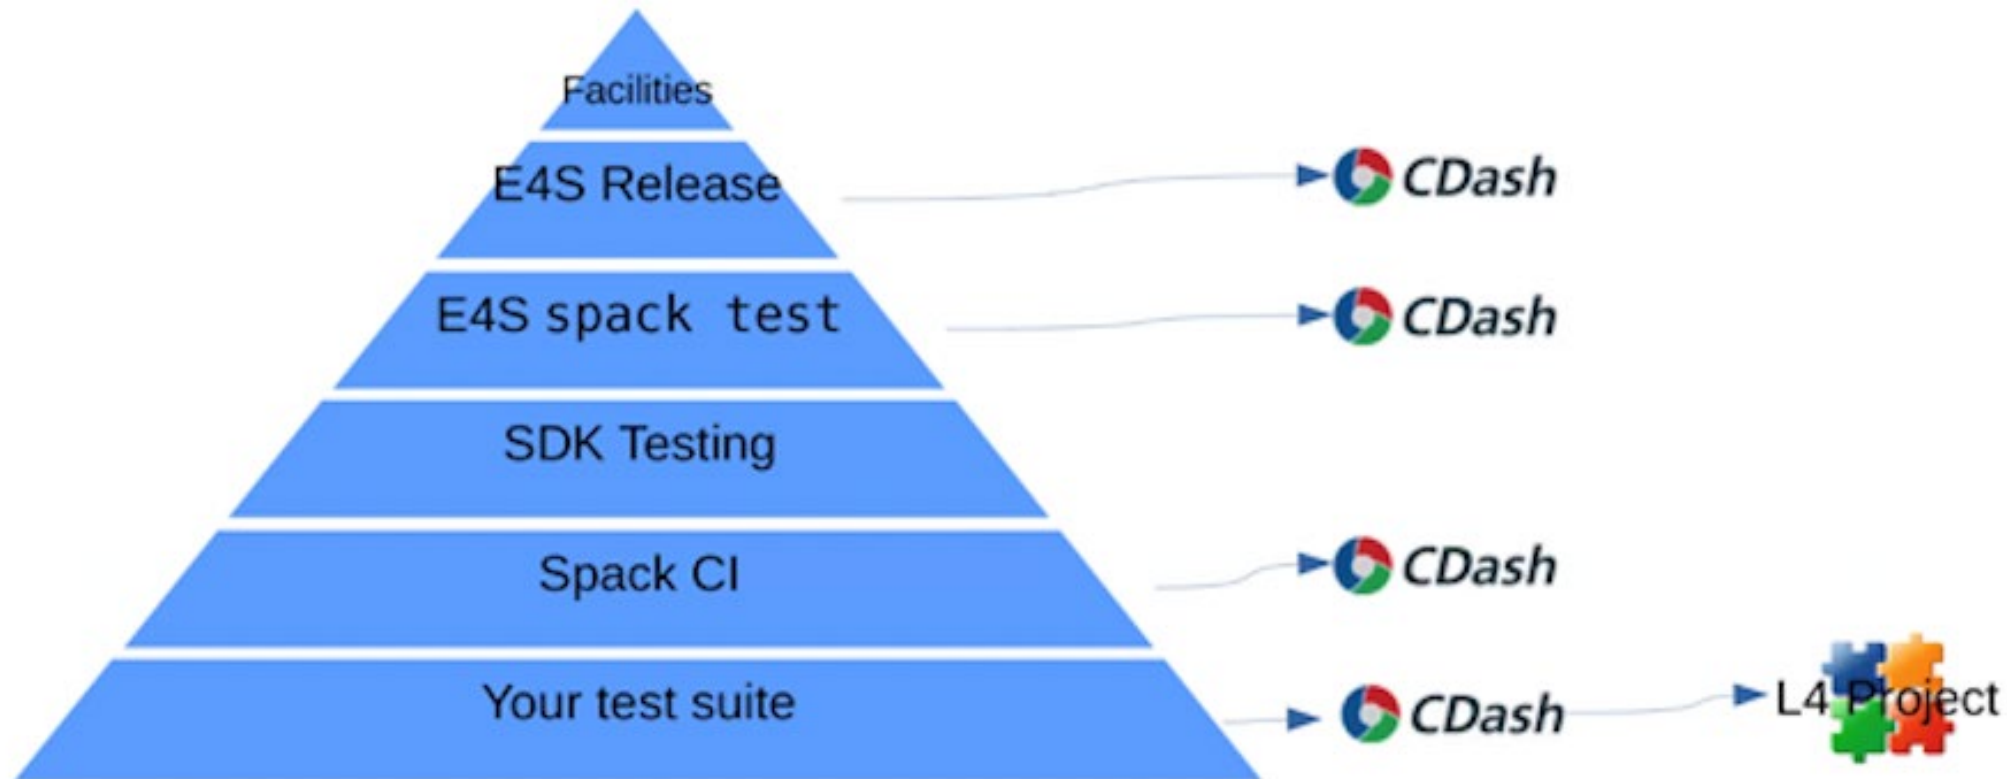 Facilities
E4S Release
CDash
E4S spack test
CDash
SDK Testing
Spack CI
CDash
Your test suite
CDash
L4 Project